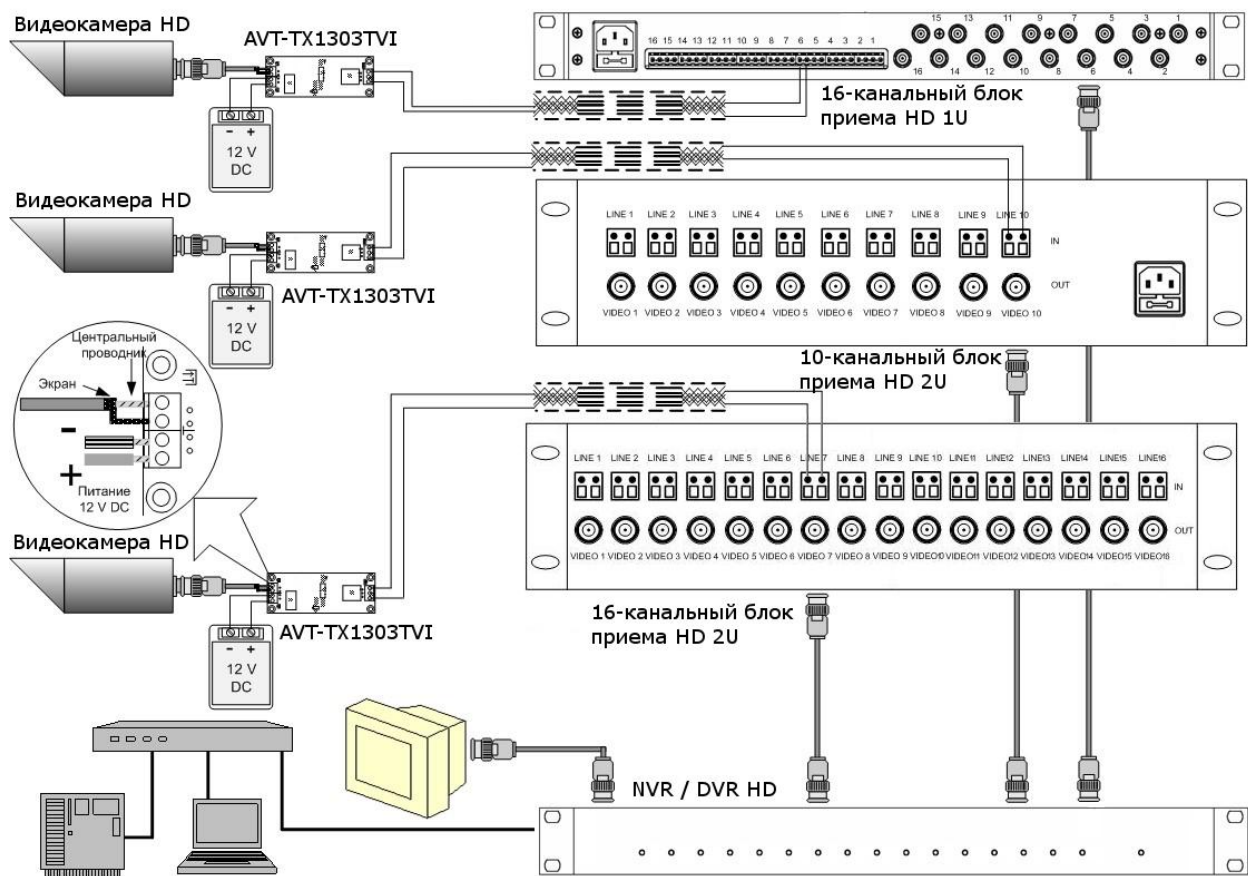 Видеокамера HD
AVT-TX1303TVI
- +
12 V
DC
15 13 11 9 7 5 3 1
16 15 14 13 12 11 10 9 8 7 6 5 4 3 2 1
16 14 12 10 8 6 4 2
16-канальный блок
приема HD 1U
Видеокамера HD
AVT-TX1303TVI
- +
12 V
DC
LINE 1 LINE 2 LINE 3 LINE 4 LINE 5 LINE 6 LINE 7 LINE 8 LINE 9 LINE 10
IN
OUT
VIDEO 1 VIDEO 2 VIDEO 3 VIDEO 4 VIDEO 5 VIDEO 6 VIDEO 7 VIDEO 8 VIDEO 9 VIDEO 10
10-канальный блок
приема HD 2U
Центральный
проводник
Экран
-
+
Питание
12 V DC
LINE 1 LINE 2 LINE 3 LINE 4 LINE 5 LINE 6 LINE 7 LINE 8 LINE 9 LINE 10 LINE11 LINE12 LINE13 LINE14 LINE15 LINE16
IN
OUT
VIDEO 1 VIDEO 2 VIDEO 3 VIDEO 4 VIDEO 5 VIDEO 6 VIDEO 7 VIDEO 8 VIDEO 9 VIDEO10 VIDEO11 VIDEO12 VIDEO13 VIDEO14 VIDEO15 VIDEO16
16-канальный блок
приема HD 2U
Видеокамера HD
AVT-TX1303TVI
- +
12 V
DC
NVR / DVR HD